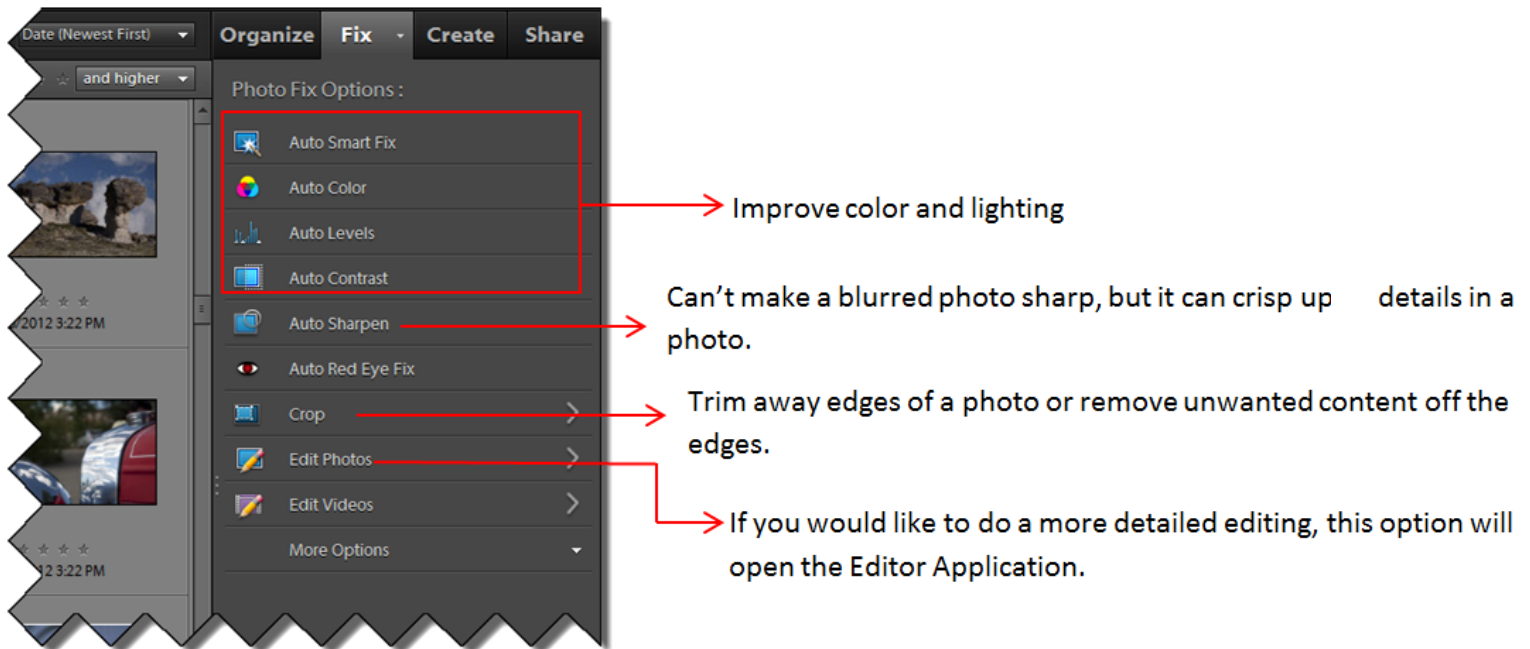 Date (Newest First)
Organize Fix Create Share
and higher
Photo Fix Options :
Auto Smart Fix
Auto Color
Auto Levels
Auto Contrast
Auto Sharpen
Auto Red Eye Fix
Crop
Edit Photos
Edit Videos
More Options
/2012 3:22 PM
12 3:22 PM
Improve color and lighting
Can't make a blurred photo sharp, but it can crisp up details in a
photo.
Trim away edges of a photo or remove unwanted content off the
edges.
If you would like to do a more detailed editing, this option will
open the Editor Application.